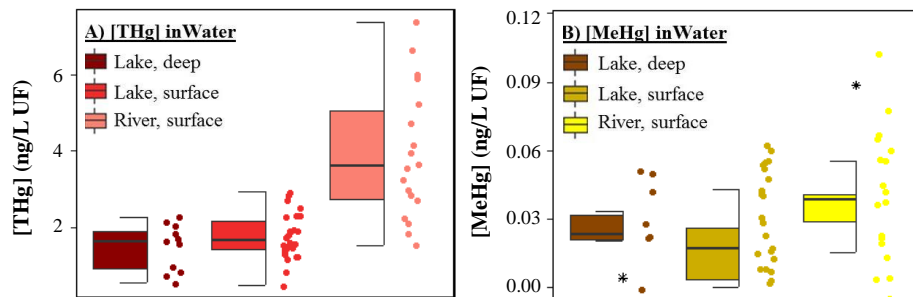 A) [THg] inWater
Lake, deep
Lake, surface
River, surface
[THg] (ng/L UF)
6
4
2
B) [MeHg] inWater
Lake, deep
Lake, surface
River, surface
[MeHg] (ng/L UF)
0.12
0.09
0.06
0.03
0.00